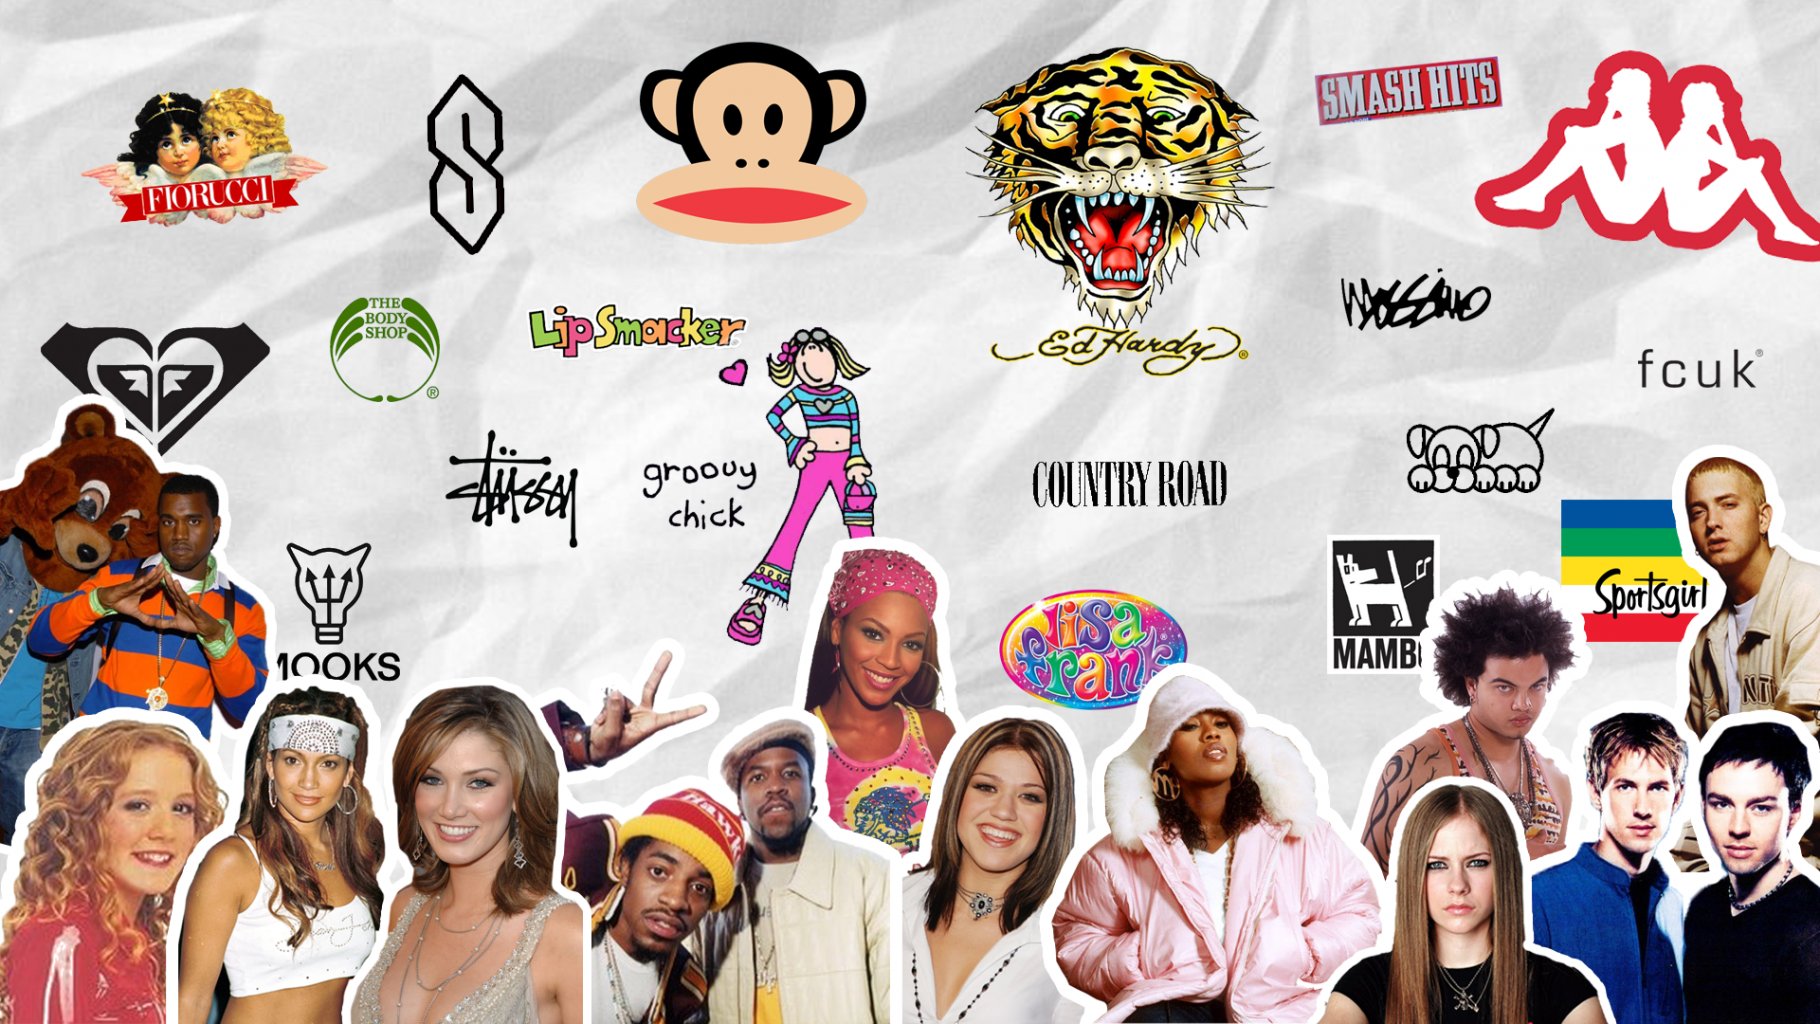 FIORUCCI
SMASH HITS
THE
BODY
SHOP
®
Lip Smacker
Ed Hardy ®
mossimo
fcuk®
stüssy
groovy
chick
COUNTRY ROAD
Sportsgirl
MOOKS
lisa
frank
MAMBO